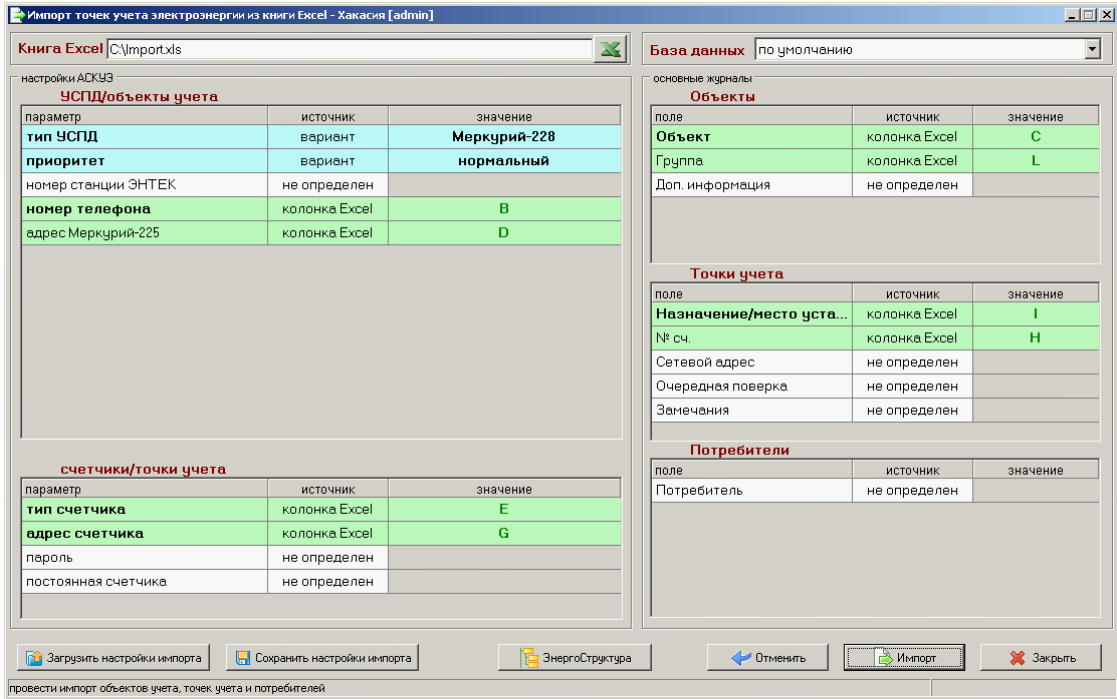 Импорт точек учета электроэнергии из книги Excel - Хакасия [admin]
Книга Excel C:\Import.xls
База данных по умолчанию
настройки АСКУЭ
УСПД/объекты учета
параметр источник значение
тип УСПД вариант Меркурий-228
приоритет вариант нормальный
номер станции ЭНТЕК не определен
номер телефона колонка Excel B
адрес Меркурий-225 колонка Excel D
счетчики/точки учета
параметр источник значение
тип счетчика колонка Excel E
адрес счетчика колонка Excel G
пароль не определен
постоянная счетчика не определен
основные журналы
Объекты
поле источник значение
Объект колонка Excel C
Группа колонка Excel L
Доп. информация не определен
Точки учета
поле источник значение
Назначение/место уста... колонка Excel I
№ сч. колонка Excel H
Сетевой адрес не определен
Очередная поверка не определен
Замечания не определен
Потребители
поле источник значение
Потребитель не определен
Загрузить настройки импорта Сохранить настройки импорта ЭнергоСтруктура Отменить Импорт Закрыть
провести импорт объектов учета, точек учета и потребителей